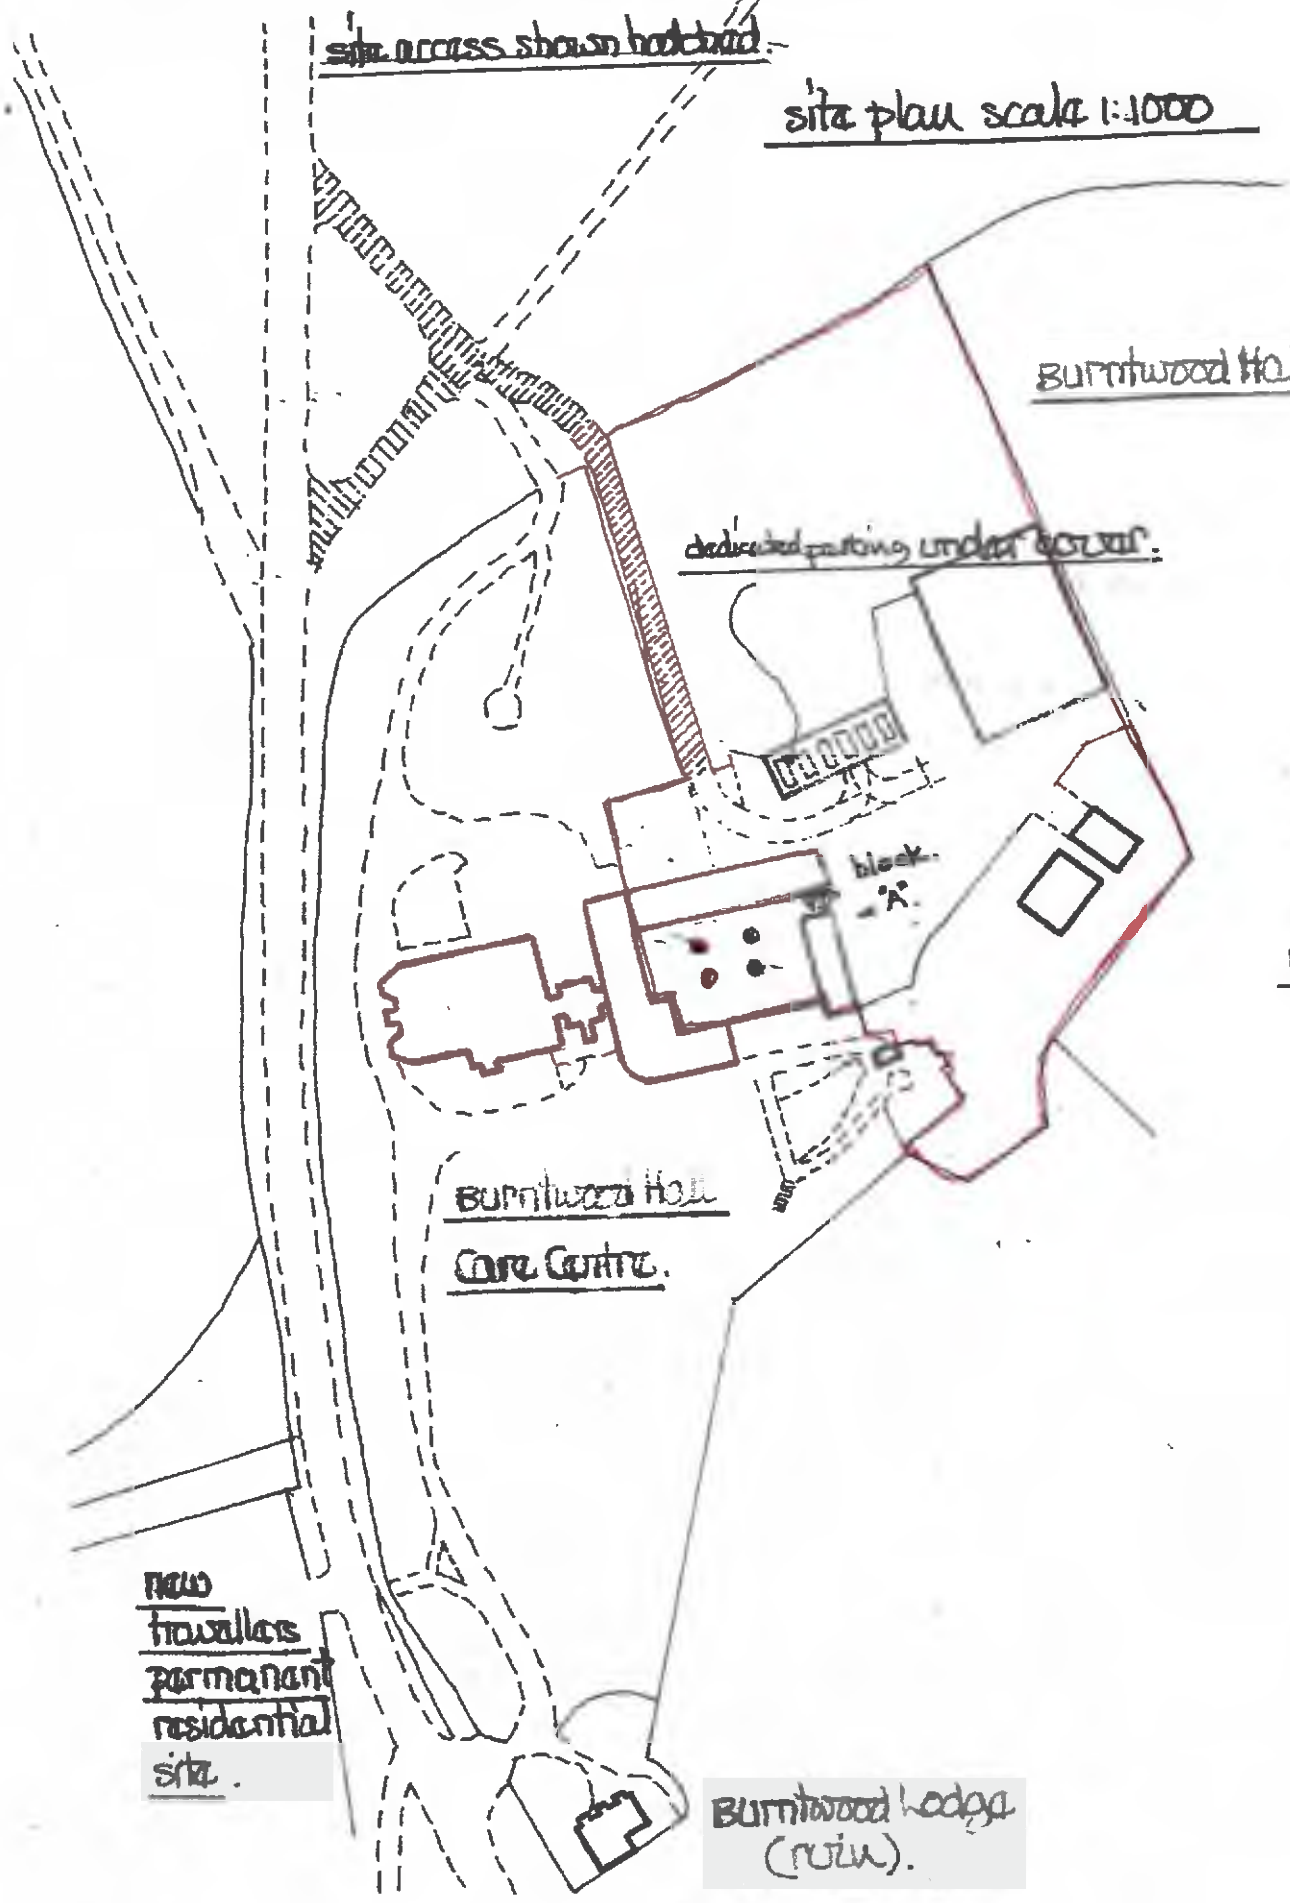 site access shown hatched.
site plan scale 1:1000
Burntwood Ha
dedicated parking under cover.
block.
"A".
Burntwood Hall
Care Centre.
new
travellers
permanent
residential
site.
Burntwood Lodge
(ruin).